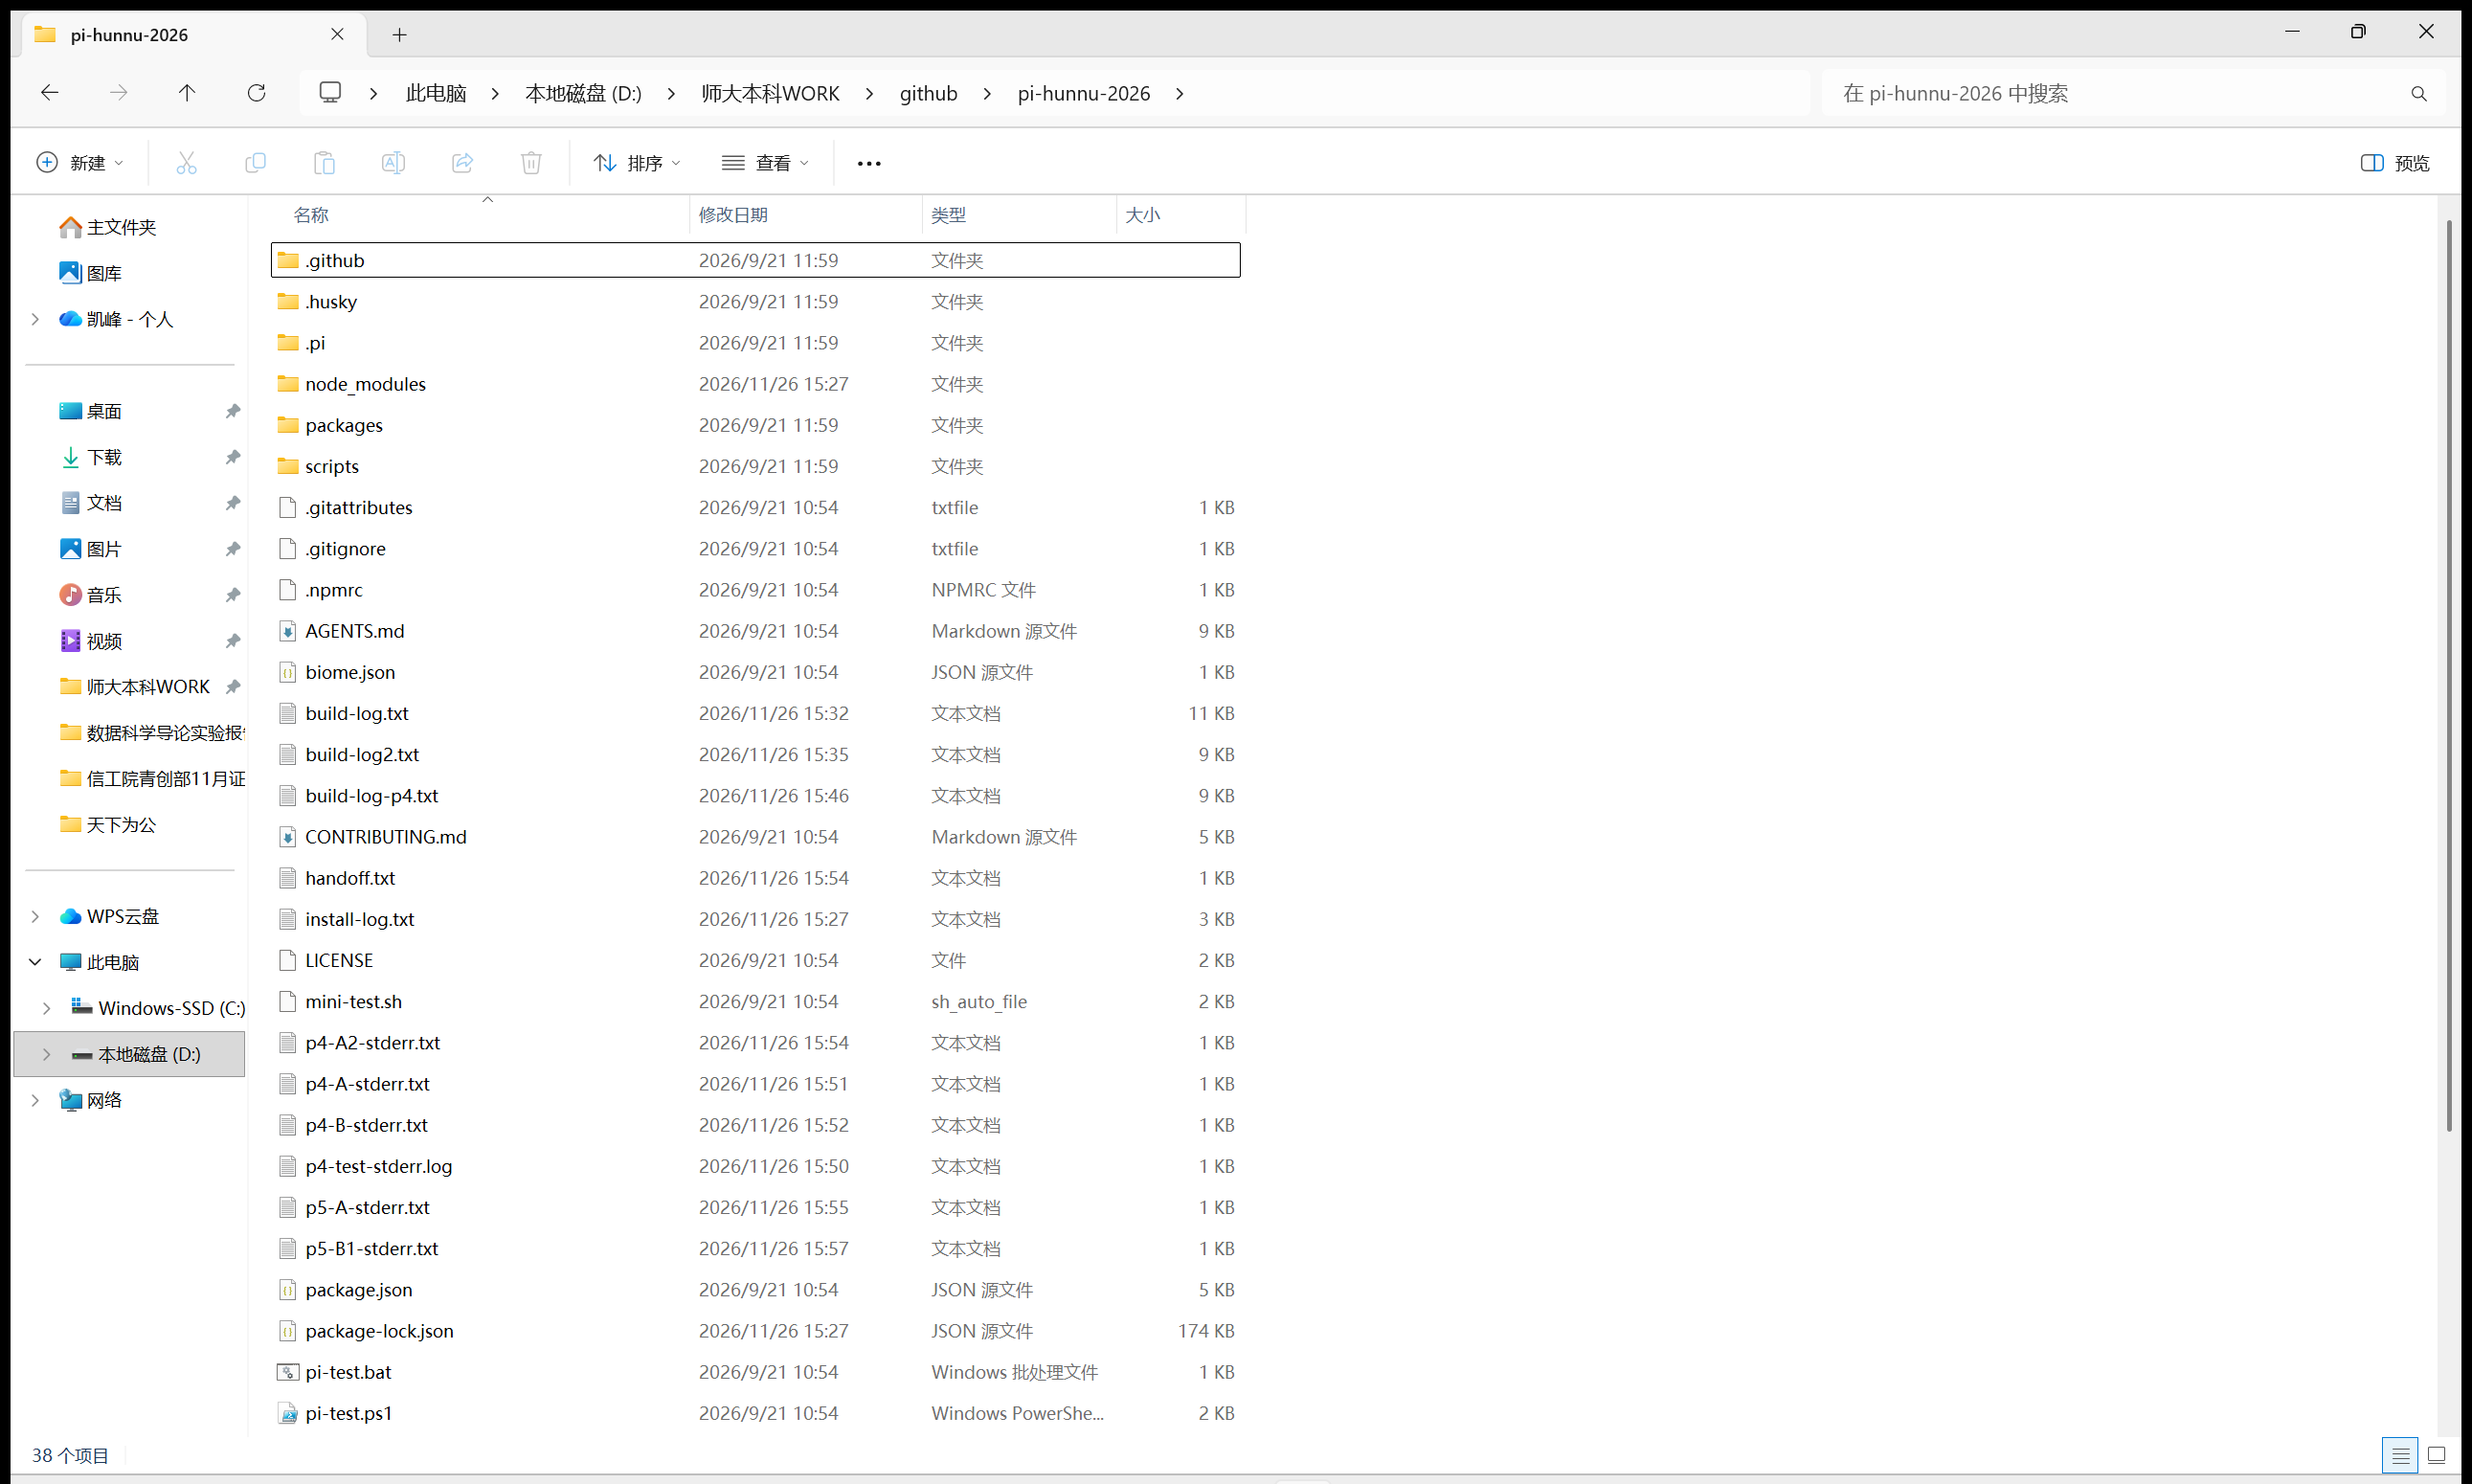 pi-hunnu-2026
此电脑 本地磁盘 (D:) 师大本科WORK github pi-hunnu-2026
在 pi-hunnu-2026 中搜索
新建 排序 查看 预览
主文件夹
图库
凯峰 - 个人
桌面
下载
文档
图片
音乐
视频
师大本科WORK
数据科学导论实验报
信工院青创部11月证
天下为公
WPS云盘
此电脑
Windows-SSD (C:)
本地磁盘 (D:)
网络
名称 修改日期 类型 大小
.github 2026/9/21 11:59 文件夹
.husky 2026/9/21 11:59 文件夹
.pi 2026/9/21 11:59 文件夹
node_modules 2026/11/26 15:27 文件夹
packages 2026/9/21 11:59 文件夹
scripts 2026/9/21 11:59 文件夹
.gitattributes 2026/9/21 10:54 txtfile 1 KB
.gitignore 2026/9/21 10:54 txtfile 1 KB
.npmrc 2026/9/21 10:54 NPMRC 文件 1 KB
AGENTS.md 2026/9/21 10:54 Markdown 源文件 9 KB
biome.json 2026/9/21 10:54 JSON 源文件 1 KB
build-log.txt 2026/11/26 15:32 文本文档 11 KB
build-log2.txt 2026/11/26 15:35 文本文档 9 KB
build-log-p4.txt 2026/11/26 15:46 文本文档 9 KB
CONTRIBUTING.md 2026/9/21 10:54 Markdown 源文件 5 KB
handoff.txt 2026/11/26 15:54 文本文档 1 KB
install-log.txt 2026/11/26 15:27 文本文档 3 KB
LICENSE 2026/9/21 10:54 文件 2 KB
mini-test.sh 2026/9/21 10:54 sh_auto_file 2 KB
p4-A2-stderr.txt 2026/11/26 15:54 文本文档 1 KB
p4-A-stderr.txt 2026/11/26 15:51 文本文档 1 KB
p4-B-stderr.txt 2026/11/26 15:52 文本文档 1 KB
p4-test-stderr.log 2026/11/26 15:50 文本文档 1 KB
p5-A-stderr.txt 2026/11/26 15:55 文本文档 1 KB
p5-B1-stderr.txt 2026/11/26 15:57 文本文档 1 KB
package.json 2026/9/21 10:54 JSON 源文件 5 KB
package-lock.json 2026/11/26 15:27 JSON 源文件 174 KB
pi-test.bat 2026/9/21 10:54 Windows 批处理文件 1 KB
pi-test.ps1 2026/9/21 10:54 Windows PowerShe... 2 KB
38 个项目